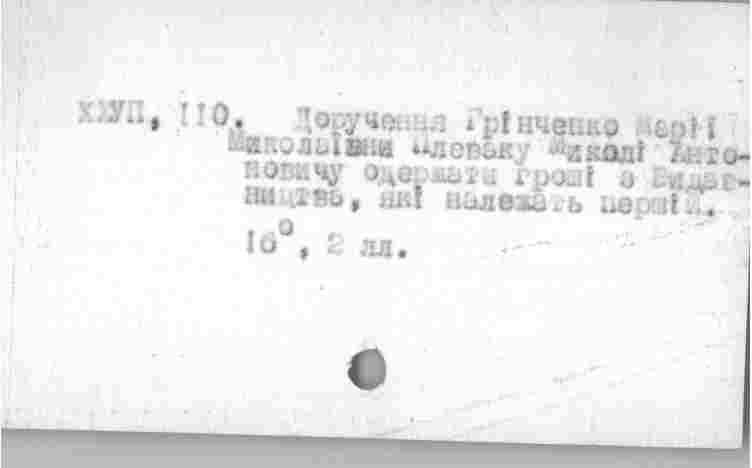 ХХУП, 110. Доручення Грінченко Марії
Миколаївни Плеваку Миколі Анто-
новичу одержати гроші з Видав-
ництва, які належать першій.
16°, 2 лл.